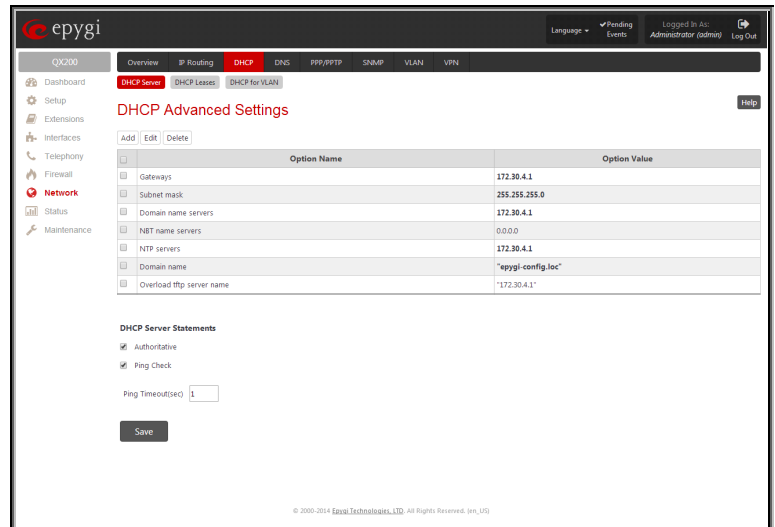 epygi
Language
Pending Events
Logged In As:
Administrator (admin)
Log Out
QX200
Dashboard
Setup
Extensions
Interfaces
Telephony
Firewall
Network
Status
Maintenance
Overview IP Routing DHCP DNS PPP/PPTP SNMP VLAN VPN
DHCP Server DHCP Leases DHCP for VLAN
DHCP Advanced Settings
Help
Add Edit Delete
Option Name Option Value
Gateways 172.30.4.1
Subnet mask 255.255.255.0
Domain name servers 172.30.4.1
NBT name servers 0.0.0.0
NTP servers 172.30.4.1
Domain name "epygi-config.loc"
Overload tftp server name "172.30.4.1"
DHCP Server Statements
Authoritative
Ping Check
Ping Timeout(sec) 1
Save
© 2000-2014 Epygi Technologies, LTD. All Rights Reserved. (en_US)